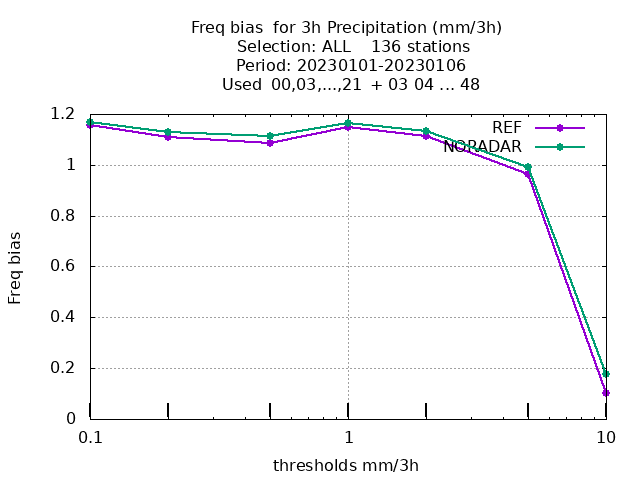 Freq bias  for 3h Precipitation (mm/3h)
Selection: ALL    136 stations
Period: 20230101-20230106
Used  00,03,...,21  + 03 04 ... 48
REF
NORADAR
1.2
1
0.8
0.6
0.4
0.2
0
Freq bias
0.1
1
10
thresholds mm/3h